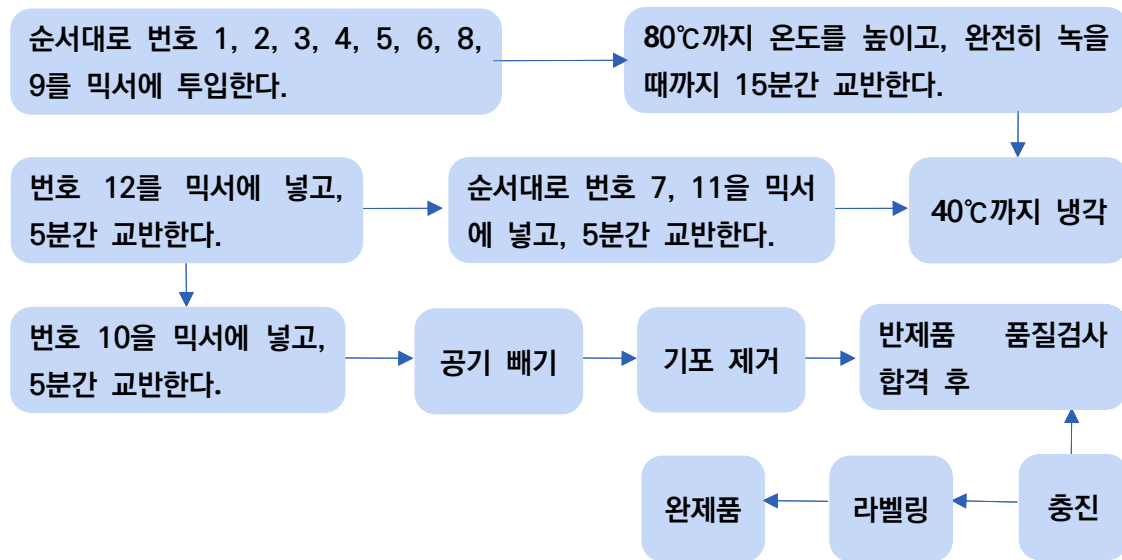 순서대로 번호 1, 2, 3, 4, 5, 6, 8,
9를 믹서에 투입한다.
80℃까지 온도를 높이고, 완전히 녹을
때까지 15분간 교반한다.
번호 12를 믹서에 넣고,
5분간 교반한다.
순서대로 번호 7, 11을 믹서
에 넣고, 5분간 교반한다.
40℃까지 냉각
번호 10을 믹서에 넣고,
5분간 교반한다.
공기 빼기
기포 제거
반제품 품질검사
합격 후
완제품
라벨링
충진